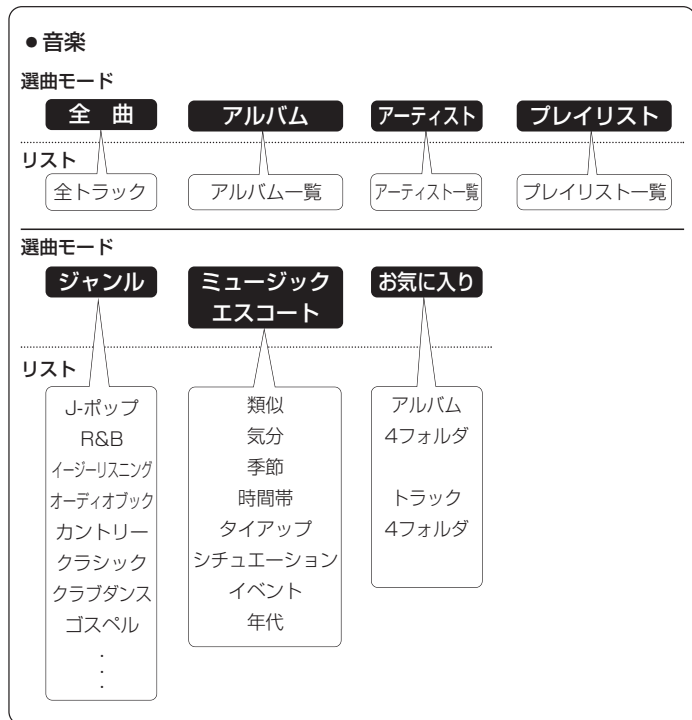 ●音楽
選曲モード
全　曲　アルバム　アーティスト　プレイリスト
リスト
全トラック　アルバム一覧　アーティスト一覧　プレイリスト一覧
選曲モード
ジャンル
ミュージック
エスコート
お気に入り
リスト
J-ポップ
R&B
イージーリスニング
オーディオブック
カントリー
クラシック
クラブダンス
ゴスペル
・
・
・
類似
気分
季節
時間帯
タイアップ
シチュエーション
イベント
年代
アルバム
4フォルダ
トラック
4フォルダ